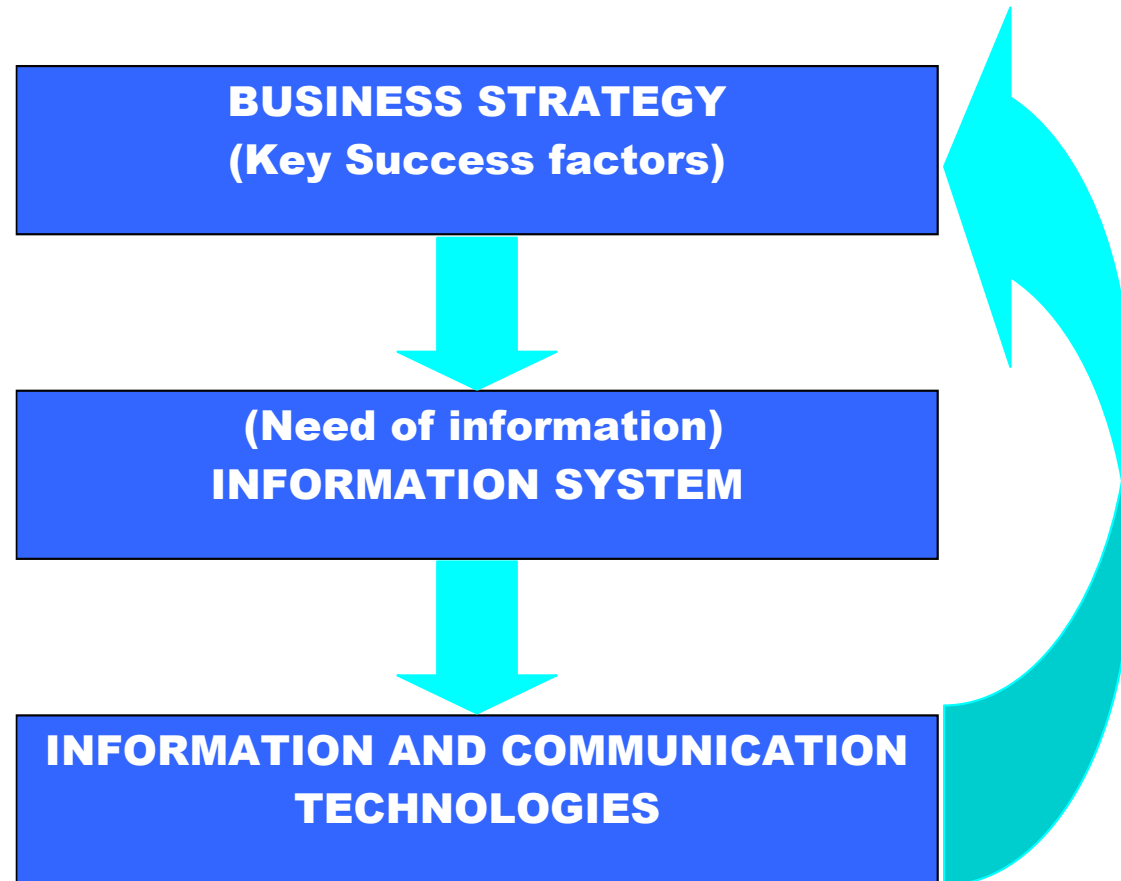 BUSINESS STRATEGY
(Key Success factors)
(Need of information)
INFORMATION SYSTEM
INFORMATION AND COMMUNICATION
TECHNOLOGIES